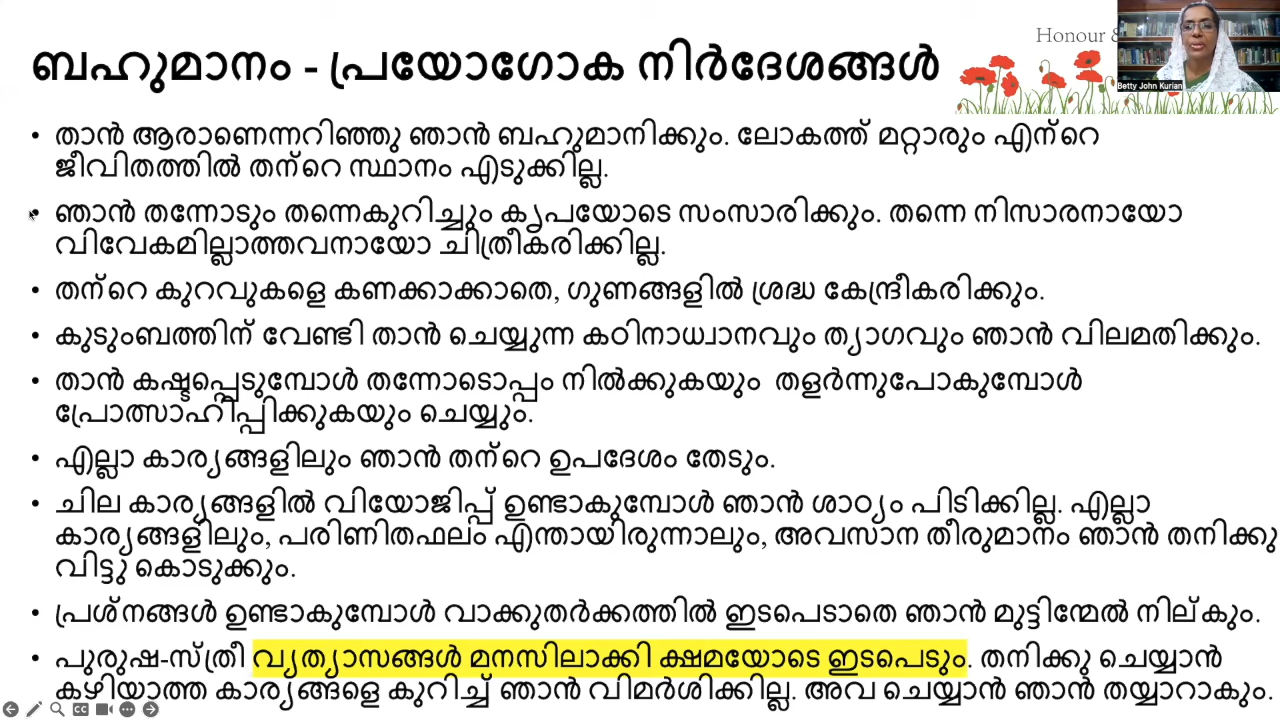 Honour &
Betty John Kurian
ബഹുമാനം - പ്രയോഗോക നിർദേശങ്ങൾ
• താൻ ആരാണെന്നറിഞ്ഞു ഞാൻ ബഹുമാനിക്കും. ലോകത്ത് മറ്റാരും എന്റെ
ജീവിതത്തിൽ തന്റെ സ്ഥാനം എടുക്കില്ല.
• ഞാൻ തന്നോടും തന്നെകുറിച്ചും കൃപയോടെ സംസാരിക്കും. തന്നെ നിസാരനായോ
വിവേകമില്ലാത്തവനായോ ചിത്രീകരിക്കില്ല.
• തന്റെ കുറവുകളെ കണക്കാക്കാതെ, ഗുണങ്ങളിൽ ശ്രദ്ധ കേന്ദ്രീകരിക്കും.
• കുടുംബത്തിന് വേണ്ടി താൻ ചെയ്യുന്ന കഠിനാധ്വാനവും ത്യാഗവും ഞാൻ വിലമതിക്കും.
• താൻ കഷ്ടപ്പെടുമ്പോൾ തന്നോടൊപ്പം നിൽക്കുകയും തളർന്നുപോകുമ്പോൾ
പ്രോത്സാഹിപ്പിക്കുകയും ചെയ്യും.
• എല്ലാ കാര്യങ്ങളിലും ഞാൻ തന്റെ ഉപദേശം തേടും.
• ചില കാര്യങ്ങളിൽ വിയോജിപ്പ് ഉണ്ടാകുമ്പോൾ ഞാൻ ശാഠ്യം പിടിക്കില്ല. എല്ലാ
കാര്യങ്ങളിലും, പരിണിതഫലം എന്തായിരുന്നാലും, അവസാന തീരുമാനം ഞാൻ തനിക്കു
വിട്ടു കൊടുക്കും.
• പ്രശ്നങ്ങൾ ഉണ്ടാകുമ്പോൾ വാക്കുതർക്കത്തിൽ ഇടപെടാതെ ഞാൻ മുട്ടിന്മേൽ നില്കും.
• പുരുഷ-സ്ത്രീ വ്യത്യാസങ്ങൾ മനസിലാക്കി ക്ഷമയോടെ ഇടപെടും. തനിക്കു ചെയ്യാൻ
കഴിയാത്ത കാര്യങ്ങളെ കുറിച്ച് ഞാൻ വിമർശിക്കില്ല. അവ ചെയ്യാൻ ഞാൻ തയ്യാറാകും.